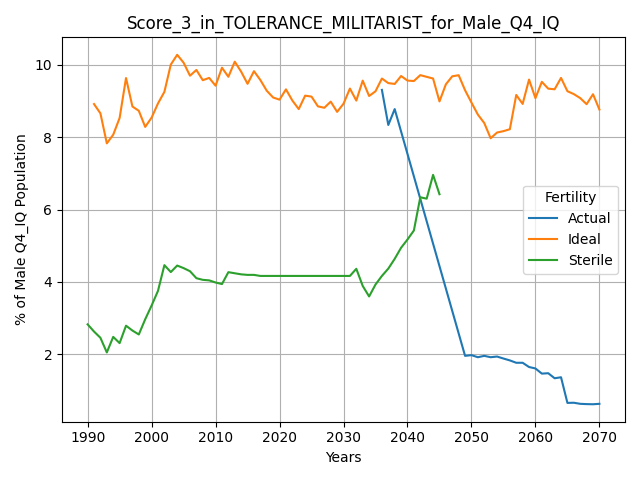 Score_3_in_TOLERANCE_MILITARIST_for_Male_Q4_IQ
% of Male Q4_IQ Population
10
8
6
4
2
Fertility
Actual
Ideal
Sterile
1990 2000 2010 2020 2030 2040 2050 2060 2070
Years